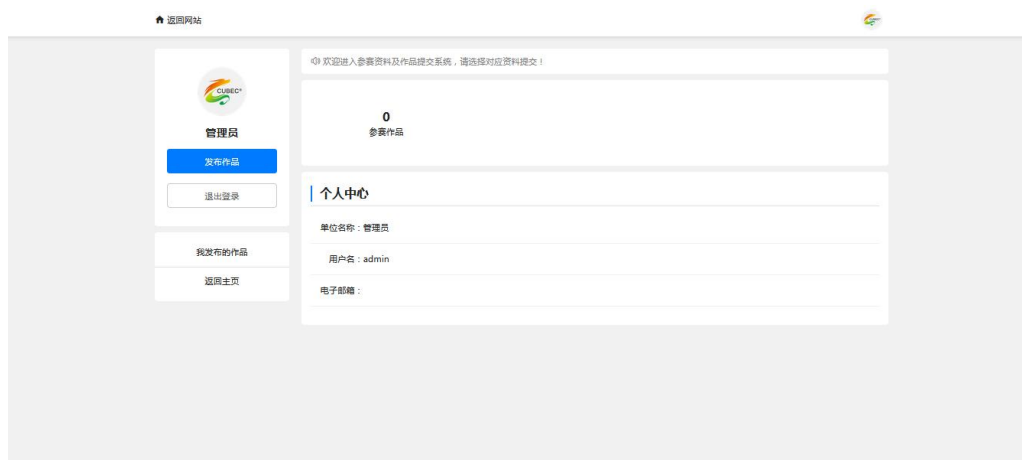 返回网站
CUBEC
管理员
发布作品
退出登录
我发布的作品
返回主页
欢迎进入参赛资料及作品提交系统，请选择对应资料提交！
0
参赛作品
个人中心
单位名称：管理员
用户名：admin
电子邮箱：